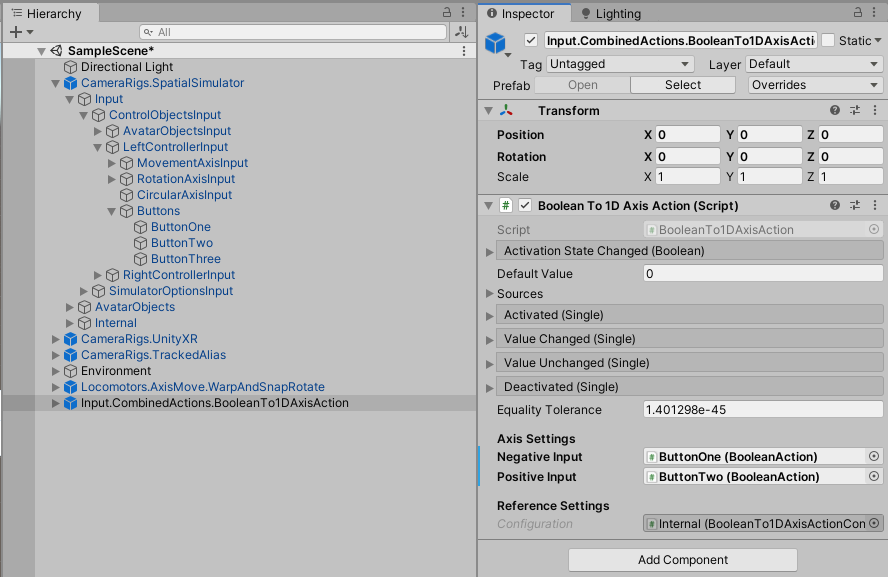 Hierarchy
All
SampleScene*
Directional Light
CameraRigs.SpatialSimulator
Input
ControlObjectsInput
AvatarObjectsInput
LeftControllerInput
MovementAxisInput
RotationAxisInput
CircularAxisInput
Buttons
ButtonOne
ButtonTwo
ButtonThree
RightControllerInput
SimulatorOptionsInput
AvatarObjects
Internal
CameraRigs.UnityXR
CameraRigs.TrackedAlias
Environment
Locomotors.AxisMove.WarpAndSnapRotate
Input.CombinedActions.BooleanTo1DAxisAction
Inspector Lighting
Input.CombinedActions.BooleanTo1DAxisActi Static
Tag Untagged Layer Default
Prefab Open Select Overrides
Transform
Position X 0 Y 0 Z 0
Rotation X 0 Y 0 Z 0
Scale X 1 Y 1 Z 1
# Boolean To 1D Axis Action (Script)
Script # BooleanTo1DAxisAction
Activation State Changed (Boolean)
Default Value 0
Sources
Activated (Single)
Value Changed (Single)
Value Unchanged (Single)
Deactivated (Single)
Equality Tolerance 1.401298e-45
Axis Settings
Negative Input # ButtonOne (BooleanAction)
Positive Input # ButtonTwo (BooleanAction)
Reference Settings
Configuration # Internal (BooleanTo1DAxisActionCon
Add Component